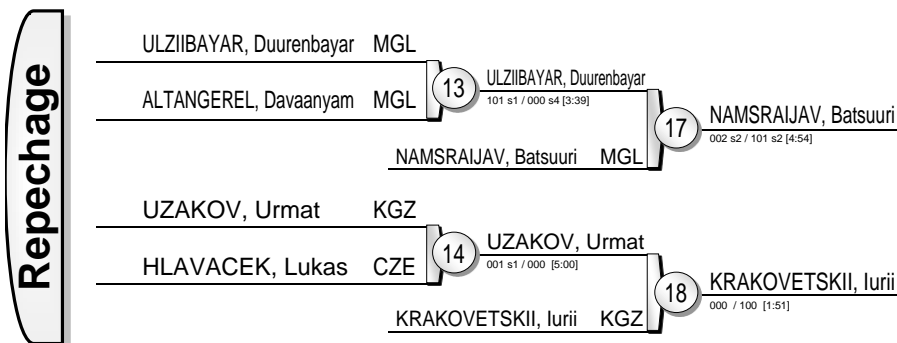 Repechage
ULZIIBAYAR, Duurenbayar MGL
ALTANGEREL, Davaanyam MGL
13
ULZIIBAYAR, Duurenbayar
101 s1 / 000 s4 [3:39]
NAMSRAIJAV, Batsuuri MGL
17
NAMSRAIJAV, Batsuuri
002 s2 / 101 s2 [4:54]
UZAKOV, Urmat KGZ
HLAVACEK, Lukas CZE
14
UZAKOV, Urmat
001 s1 / 000 [5:00]
KRAKOVETSKII, Iurii KGZ
18
KRAKOVETSKII, Iurii
000 / 100 [1:51]